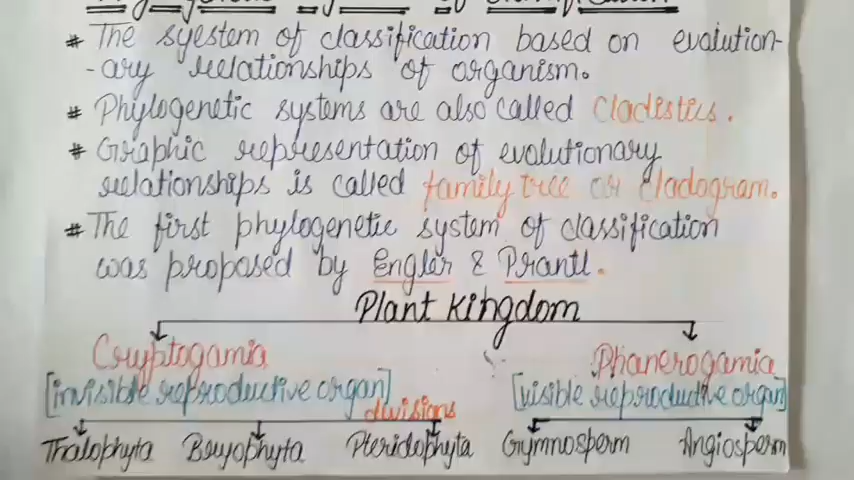 # The syestem of classification based on evolution-
-ary relationships of organism.
# Phylogenetic systems are also called Cladistics.
# Graphic representation of evolutionary
relationships is called family tree or cladogram.
# The first phylogenetic system of classification
was proposed by Engler & Prantl.
Plant Kingdom
Cryptogamia Phanerogamia
[invisible reproductive organ] [visible reproductive organ]
divisions
Thalophyta Bryophyta Pteridophyta Gymnosperm Angiosperm